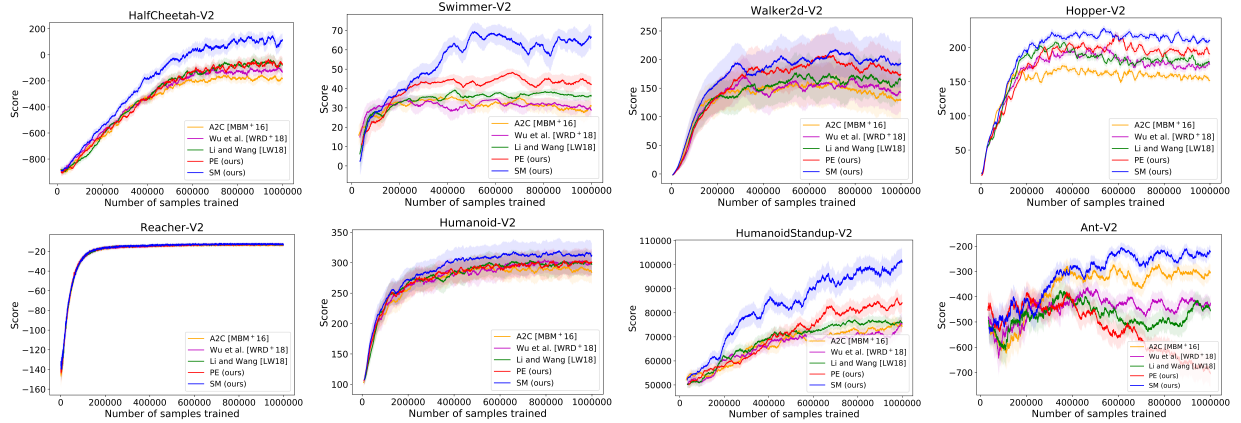 HalfCheetah-V2
Score
200
0
−200
−400
−600
−800
0 200000 400000 600000 800000 1000000
Number of samples trained
A2C [MBM+16]
Wu et al. [WRD+18]
Li and Wang [LW18]
PE (ours)
SM (ours)
Swimmer-V2
Score
70
60
50
40
30
20
10
0
0 200000 400000 600000 800000 1000000
Number of samples trained
A2C [MBM+16]
Wu et al. [WRD+18]
Li and Wang [LW18]
PE (ours)
SM (ours)
Walker2d-V2
Score
250
200
150
100
50
0
0 200000 400000 600000 800000 1000000
Number of samples trained
A2C [MBM+16]
Wu et al. [WRD+18]
Li and Wang [LW18]
PE (ours)
SM (ours)
Hopper-V2
Score
200
150
100
50
0 200000 400000 600000 800000 1000000
Number of samples trained
A2C [MBM+16]
Wu et al. [WRD+18]
Li and Wang [LW18]
PE (ours)
SM (ours)
Reacher-V2
Score
−20
−40
−60
−80
−100
−120
−140
−160
0 200000 400000 600000 800000 1000000
Number of samples trained
A2C [MBM+16]
Wu et al. [WRD+18]
Li and Wang [LW18]
PE (ours)
SM (ours)
Humanoid-V2
Score
350
300
250
200
150
100
0 200000 400000 600000 800000 1000000
Number of samples trained
A2C [MBM+16]
Wu et al. [WRD+18]
Li and Wang [LW18]
PE (ours)
SM (ours)
HumanoidStandup-V2
Score
110000
100000
90000
80000
70000
60000
50000
0 200000 400000 600000 800000 1000000
Number of samples trained
A2C [MBM+16]
Wu et al. [WRD+18]
Li and Wang [LW18]
PE (ours)
SM (ours)
Ant-V2
Score
−200
−300
−400
−500
−600
−700
0 200000 400000 600000 800000 1000000
Number of samples trained
A2C [MBM+16]
Wu et al. [WRD+18]
Li and Wang [LW18]
PE (ours)
SM (ours)